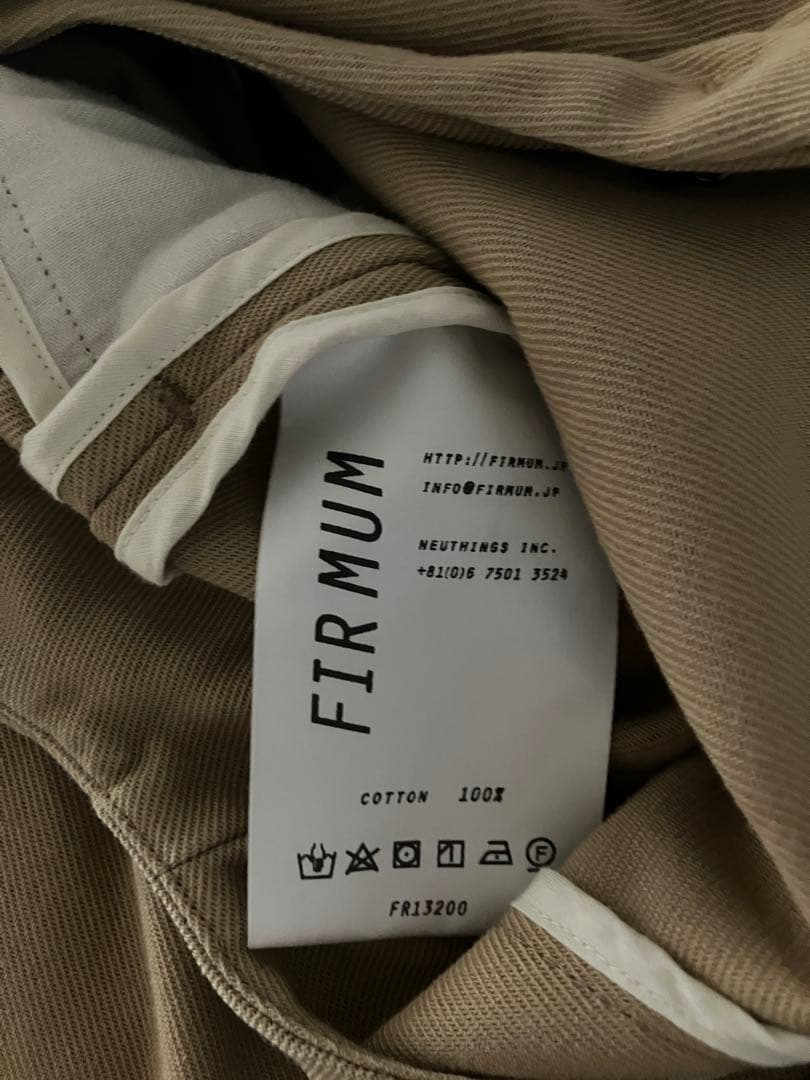 FIRMUM
HTTP://FIRMUM.JP
INFO@FIRMUM.JP
NEUTHINGS INC.
+81(0)6 7501 3524
COTTON 100%
F
FR13200